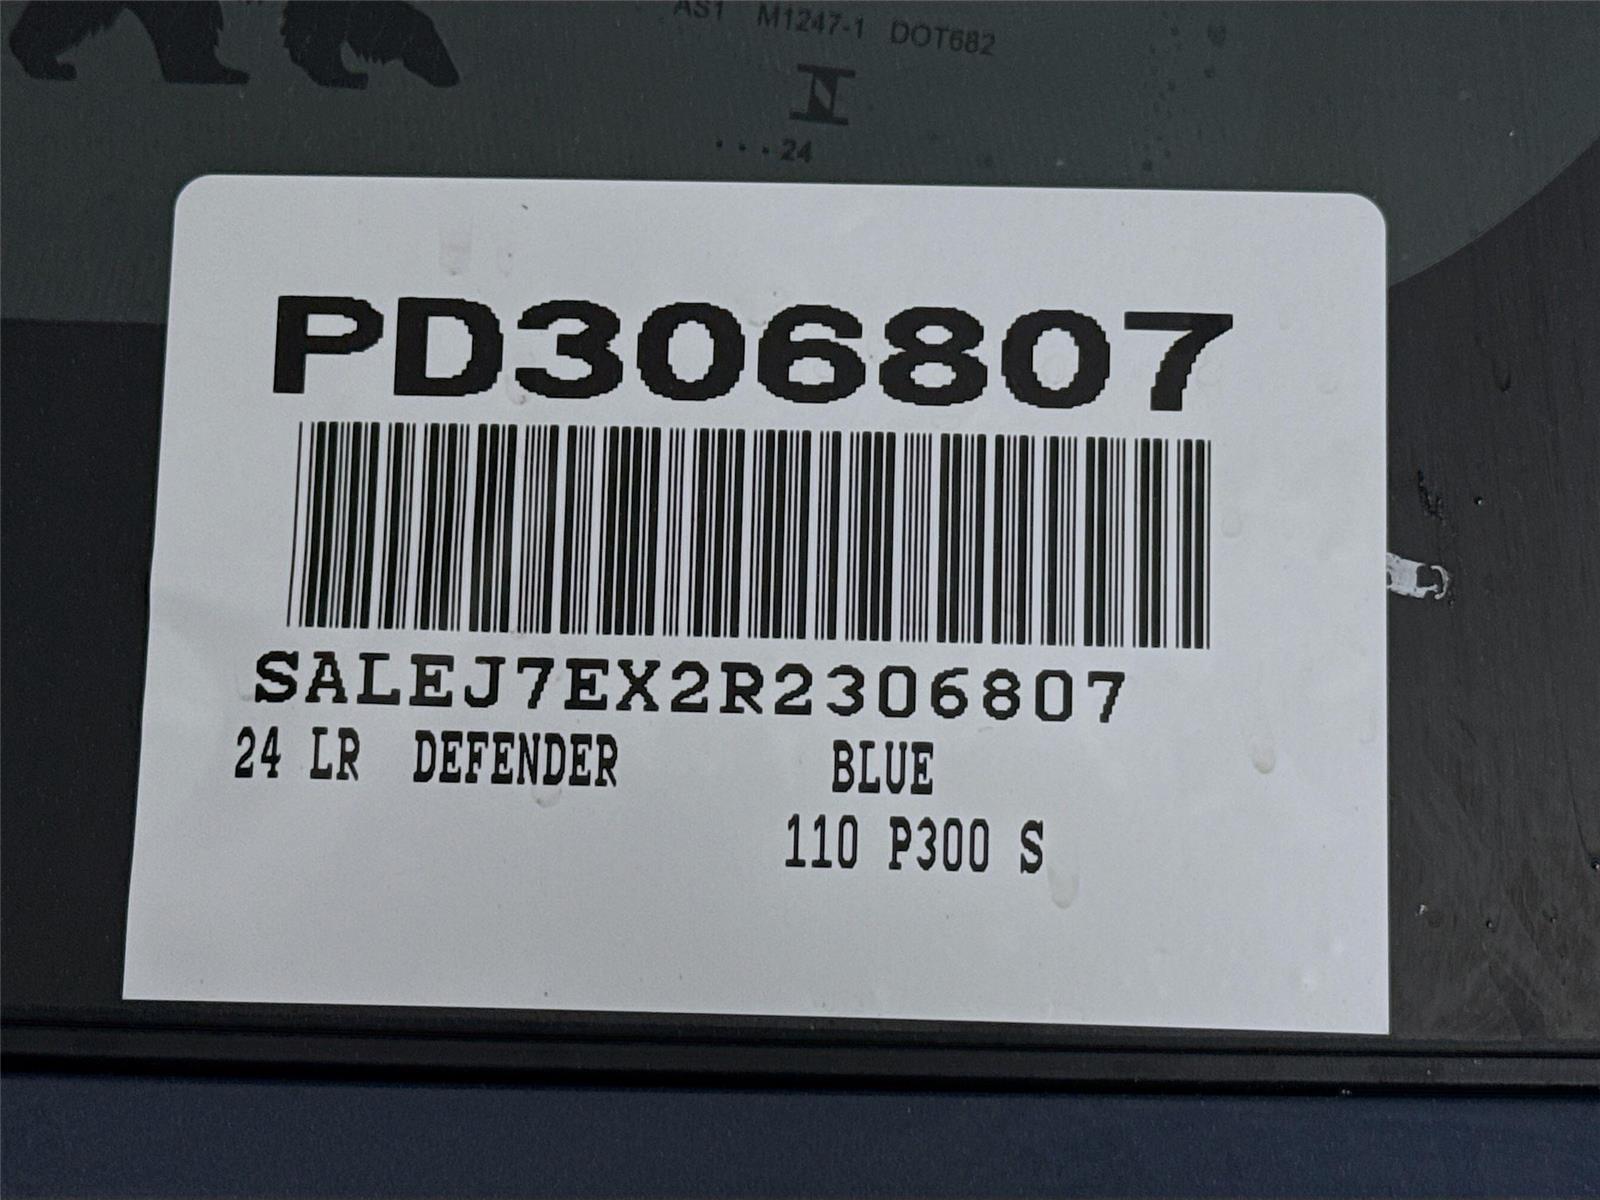 AS1 M1247-1 DOT682
...24
PD306807
SALEJ7EX2R2306807
24 LR DEFENDER BLUE
110 P300 S